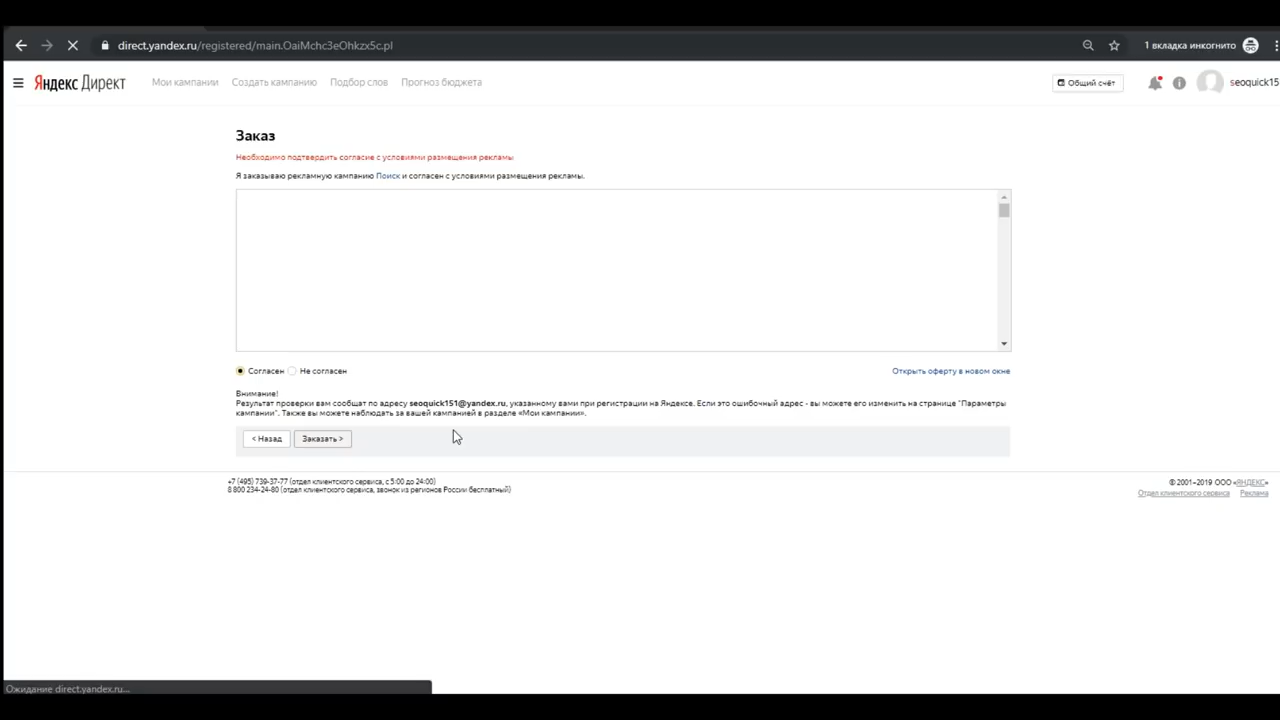 direct.yandex.ru/registered/main.OaiMchc3eOhkzx5c.pl
1 вкладка инкогнито
Яндекс Директ Мои кампании Создать кампанию Подбор слов Прогноз бюджета Общий счёт seoquick15
Заказ
Необходимо подтвердить согласие с условиями размещения рекламы
Я заказываю рекламную кампанию Поиск и согласен с условиями размещения рекламы.
Согласен Не согласен Открыть оферту в новом окне
Внимание!
Результат проверки вам сообщат по адресу seoquick151@yandex.ru, указанному вами при регистрации на Яндексе. Если это ошибочный адрес - вы можете его изменить на странице "Параметры
кампании". Также вы можете наблюдать за вашей кампанией в разделе «Мои кампании».
< Назад Заказать >
+7 (495) 739-37-77 (отдел клиентского сервиса, с 5:00 до 24:00)
8 800 234-24-80 (отдел клиентского сервиса, звонок из регионов России бесплатный)
© 2001–2019 ООО «ЯНДЕКС»
Отдел клиентского сервиса Реклама
Ожидание direct.yandex.ru...